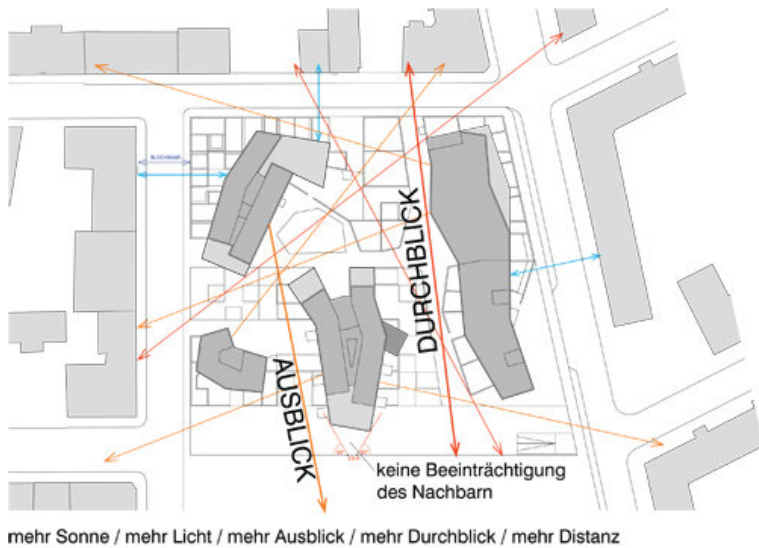 DURCHBLICK
AUSBLICK
keine Beeinträchtigung
des Nachbarn
mehr Sonne / mehr Licht / mehr Ausblick / mehr Durchblick / mehr Distanz